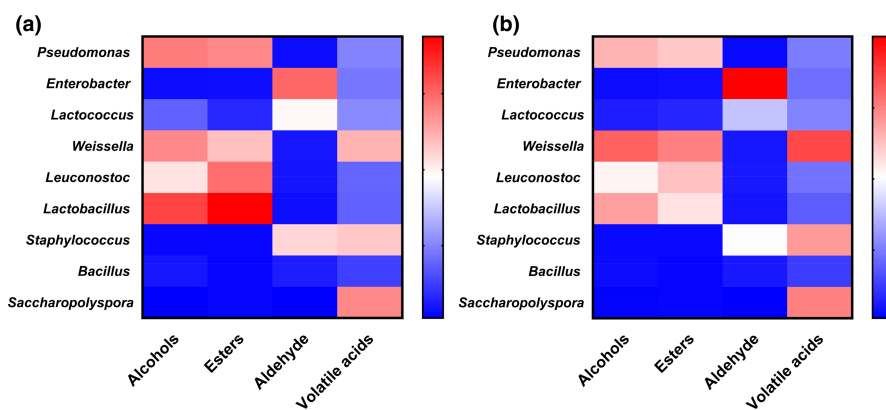 (a)
Pseudomonas
Enterobacter
Lactococcus
Weissella
Leuconostoc
Lactobacillus
Staphylococcus
Bacillus
Saccharopolyspora
Alcohols
Esters
Aldehyde
Volatile acids
(b)
Pseudomonas
Enterobacter
Lactococcus
Weissella
Leuconostoc
Lactobacillus
Staphylococcus
Bacillus
Saccharopolyspora
Alcohols
Esters
Aldehyde
Volatile acids